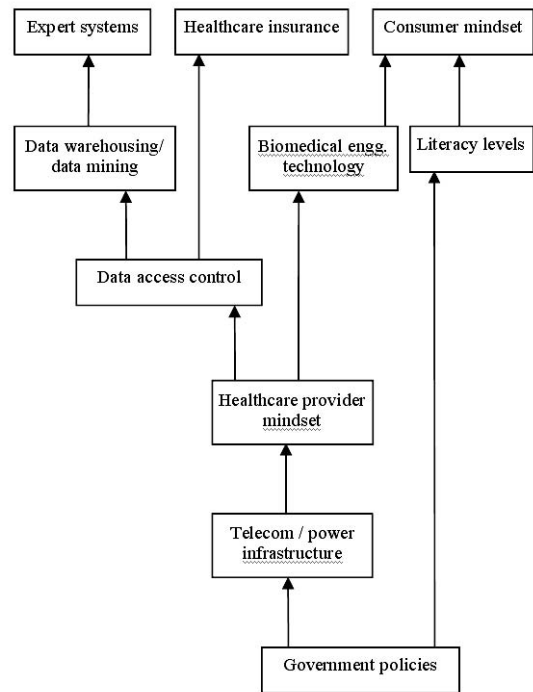 Expert systems
Healthcare insurance
Consumer mindset
Data warehousing/
data mining
Biomedical engg.
technology
Literacy levels
Data access control
Healthcare provider
mindset
Telecom / power
infrastructure
Government policies